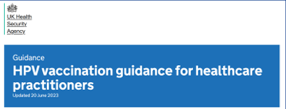 UK Health
Security
Agency
Guidance
HPV vaccination guidance for healthcare
practitioners
Updated 20 June 2023